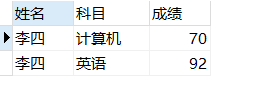 姓名 科目 成绩
李四 计算机 70
李四 英语 92